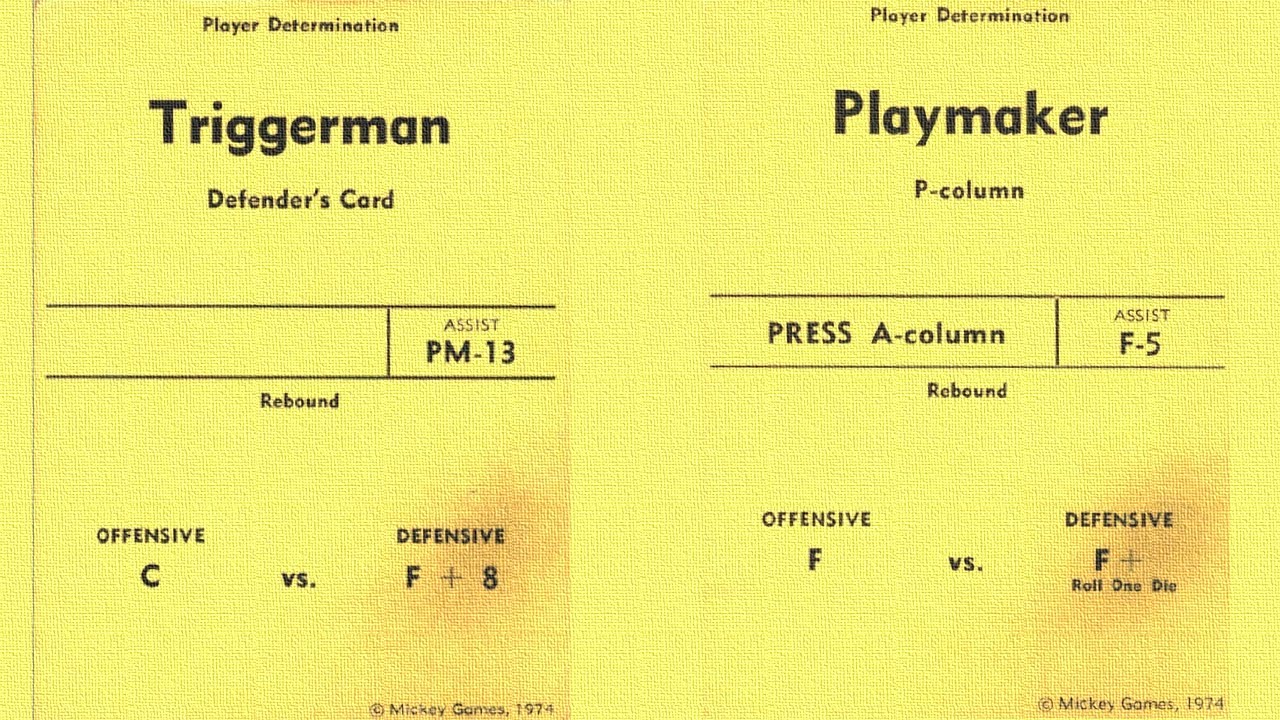 Player Determination
Triggerman
Defender's Card
ASSIST
PM-13
Rebound
OFFENSIVE
DEFENSIVE
C
vs.
F + 8
© Mickey Games, 1974
Player Determination
Playmaker
P-column
PRESS A-column
ASSIST
F-5
Rebound
OFFENSIVE
DEFENSIVE
F
vs.
F +
Roll One Die
© Mickey Games, 1974